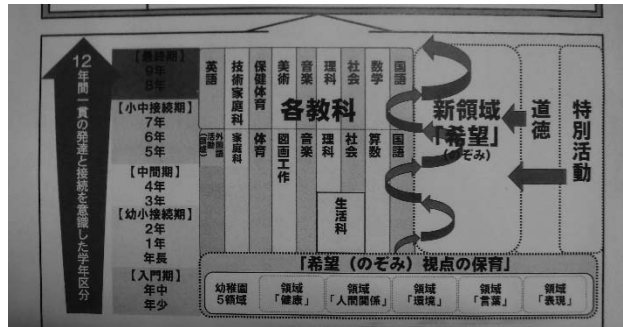 12年間一貫の発達と接続を意識した学年区分
【最終期】
9年
8年
【小中接続期】
7年
6年
5年
【中間期】
4年
3年
【幼小接続期】
2年
1年
年長
【入門期】
年中
年少
英語
技術家庭科
保健体育
美術
音楽
理科
社会
数学
国語
各教科
外国語活動
家庭科
体育
図画工作
音楽
理科
社会
算数
国語
生活科
新領域
「希望」
(のぞみ)
道徳
特別活動
「希望(のぞみ)視点の保育」
幼稚園
5領域
領域
「健康」
領域
「人間関係」
領域
「環境」
領域
「言葉」
領域
「表現」